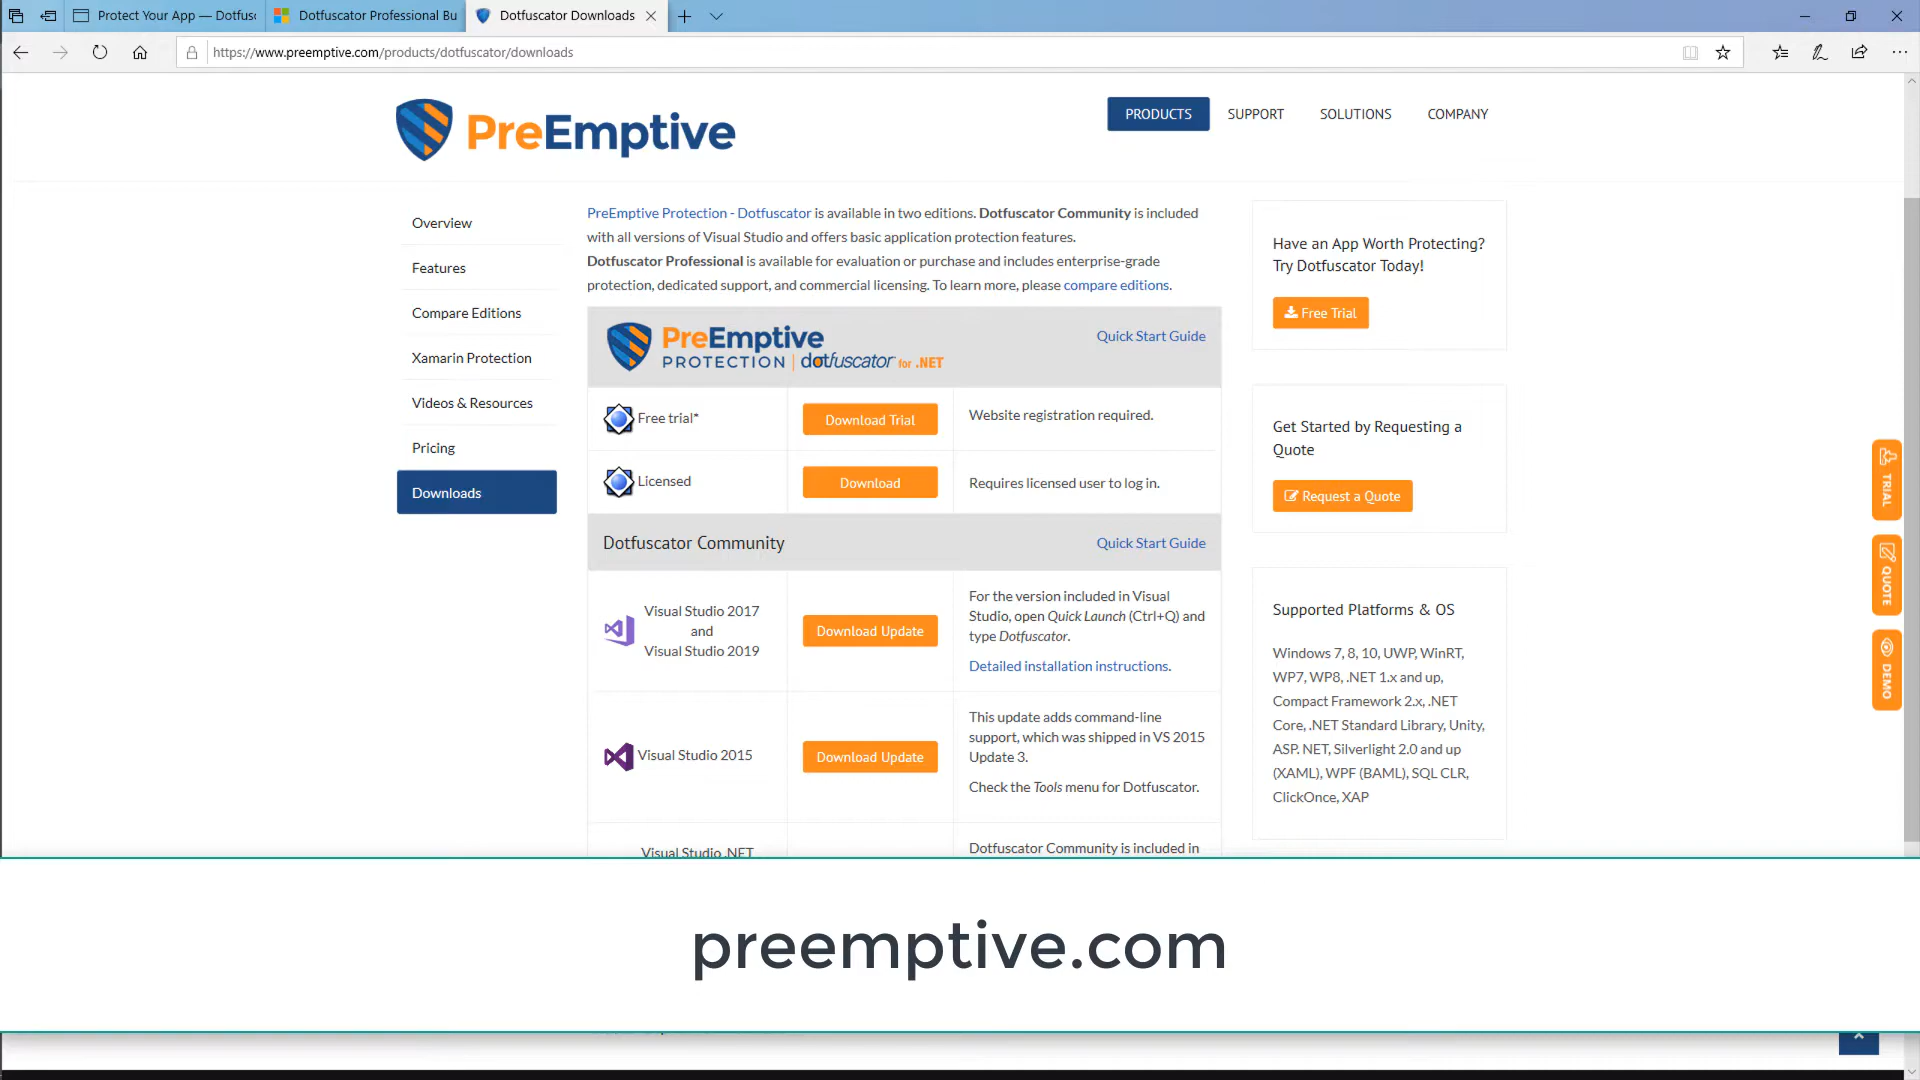 Protect Your App — Dotfusc
Dotfuscator Professional Bu
Dotfuscator Downloads
https://www.preemptive.com/products/dotfuscator/downloads
PreEmptive
PRODUCTS
SUPPORT
SOLUTIONS
COMPANY
Overview
Features
Compare Editions
Xamarin Protection
Videos & Resources
Pricing
Downloads
PreEmptive Protection - Dotfuscator is available in two editions. Dotfuscator Community is included
with all versions of Visual Studio and offers basic application protection features.
Dotfuscator Professional is available for evaluation or purchase and includes enterprise-grade
protection, dedicated support, and commercial licensing. To learn more, please compare editions.
PreEmptive
PROTECTION | dotfuscator for .NET
Quick Start Guide
Free trial*
Download Trial
Website registration required.
Licensed
Download
Requires licensed user to log in.
Dotfuscator Community
Quick Start Guide
Visual Studio 2017
and
Visual Studio 2019
Download Update
For the version included in Visual
Studio, open Quick Launch (Ctrl+Q) and
type Dotfuscator.
Detailed installation instructions.
Visual Studio 2015
Download Update
This update adds command-line
support, which was shipped in VS 2015
Update 3.
Check the Tools menu for Dotfuscator.
Visual Studio .NET
Dotfuscator Community is included in
Have an App Worth Protecting?
Try Dotfuscator Today!
Free Trial
Get Started by Requesting a
Quote
Request a Quote
Supported Platforms & OS
Windows 7, 8, 10, UWP, WinRT,
WP7, WP8, .NET 1.x and up,
Compact Framework 2.x, .NET
Core, .NET Standard Library, Unity,
ASP. NET, Silverlight 2.0 and up
(XAML), WPF (BAML), SQL CLR,
ClickOnce, XAP
TRIAL
QUOTE
DEMO
preemptive.com